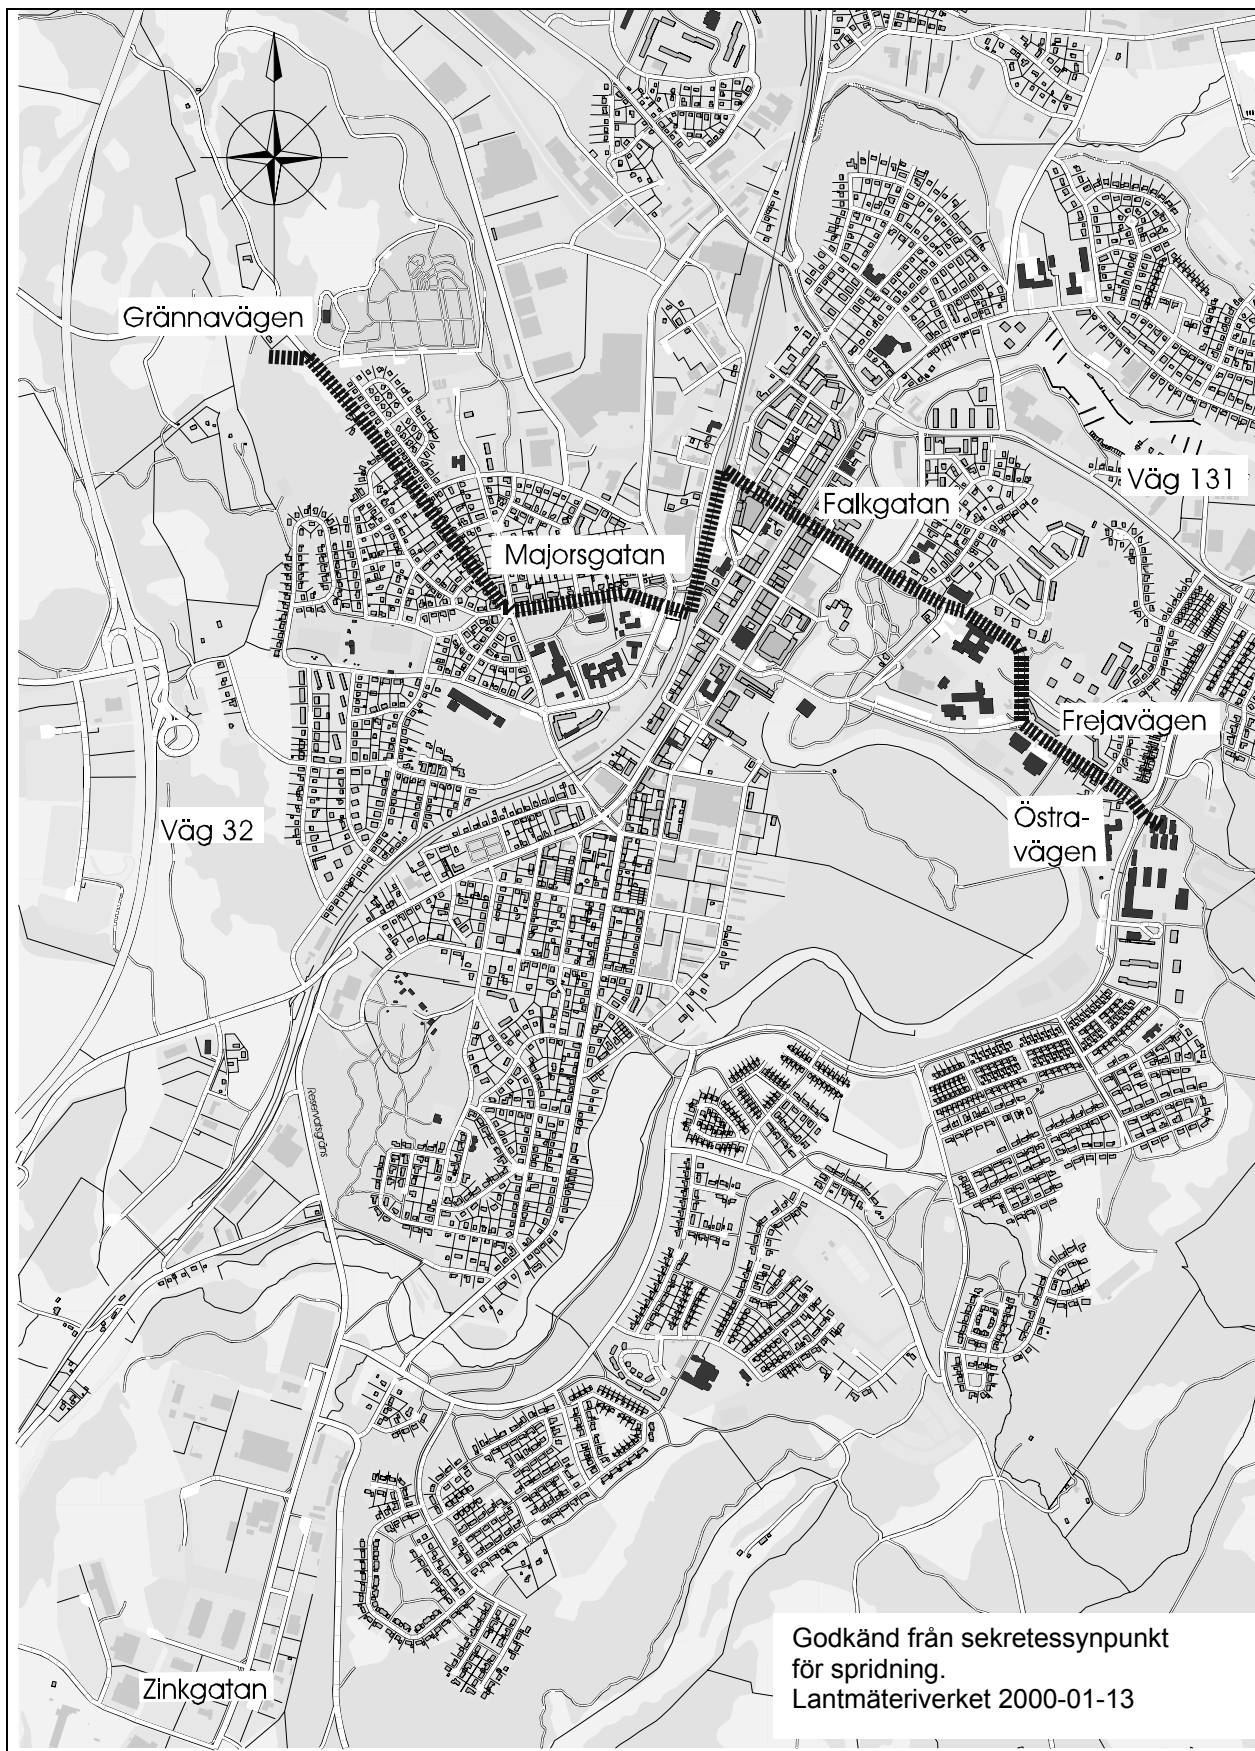 Grännavägen
Väg 131
Falkgatan
Majorsgatan
Frejavägen
Östra-
vägen
Väg 32
Reservatsgräns
Zinkgatan
Godkänd från sekretessynpunkt
för spridning.
Lantmäteriverket 2000-01-13